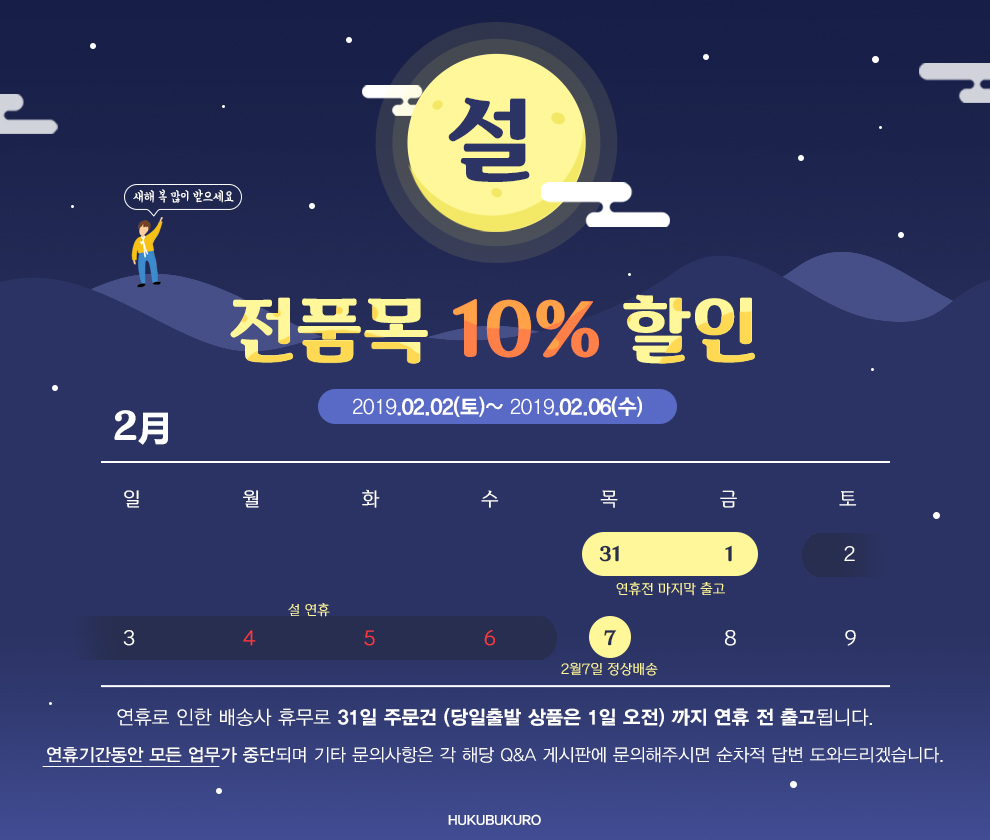 설
새해 복 많이 받으세요
전품목 10% 할인
2019.02.02(토)~ 2019.02.06(수)
2月
일 월 화 수 목 금 토
31 1 2
연휴전 마지막 출고
설 연휴
3 4 5 6 7 8 9
2월7일 정상배송
연휴로 인한 배송사 휴무로 31일 주문건 (당일출발 상품은 1일 오전) 까지 연휴 전 출고됩니다.
연휴기간동안 모든 업무가 중단되며 기타 문의사항은 각 해당 Q&A 게시판에 문의해주시면 순차적 답변 도와드리겠습니다.
HUKUBUKURO